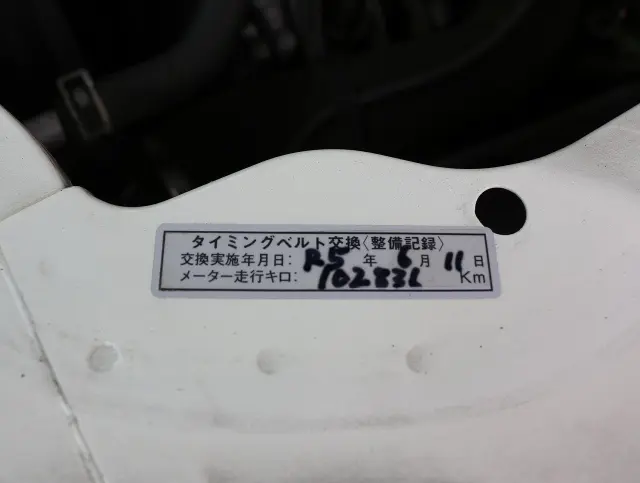 タイミングベルト交換〈整備記録〉
交換実施年月日: R5 年 6 月 11 日
メーター走行キロ: 102831 Km